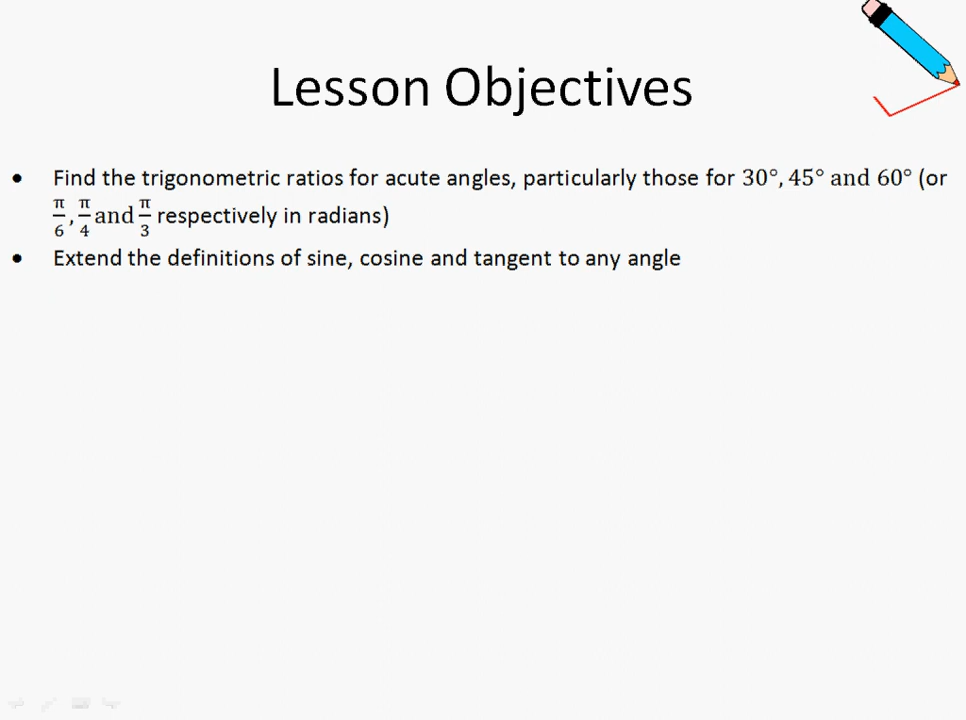 Lesson Objectives
• Find the trigonometric ratios for acute angles, particularly those for 30°, 45° and 60° (or
π/6, π/4 and π/3 respectively in radians)
• Extend the definitions of sine, cosine and tangent to any angle